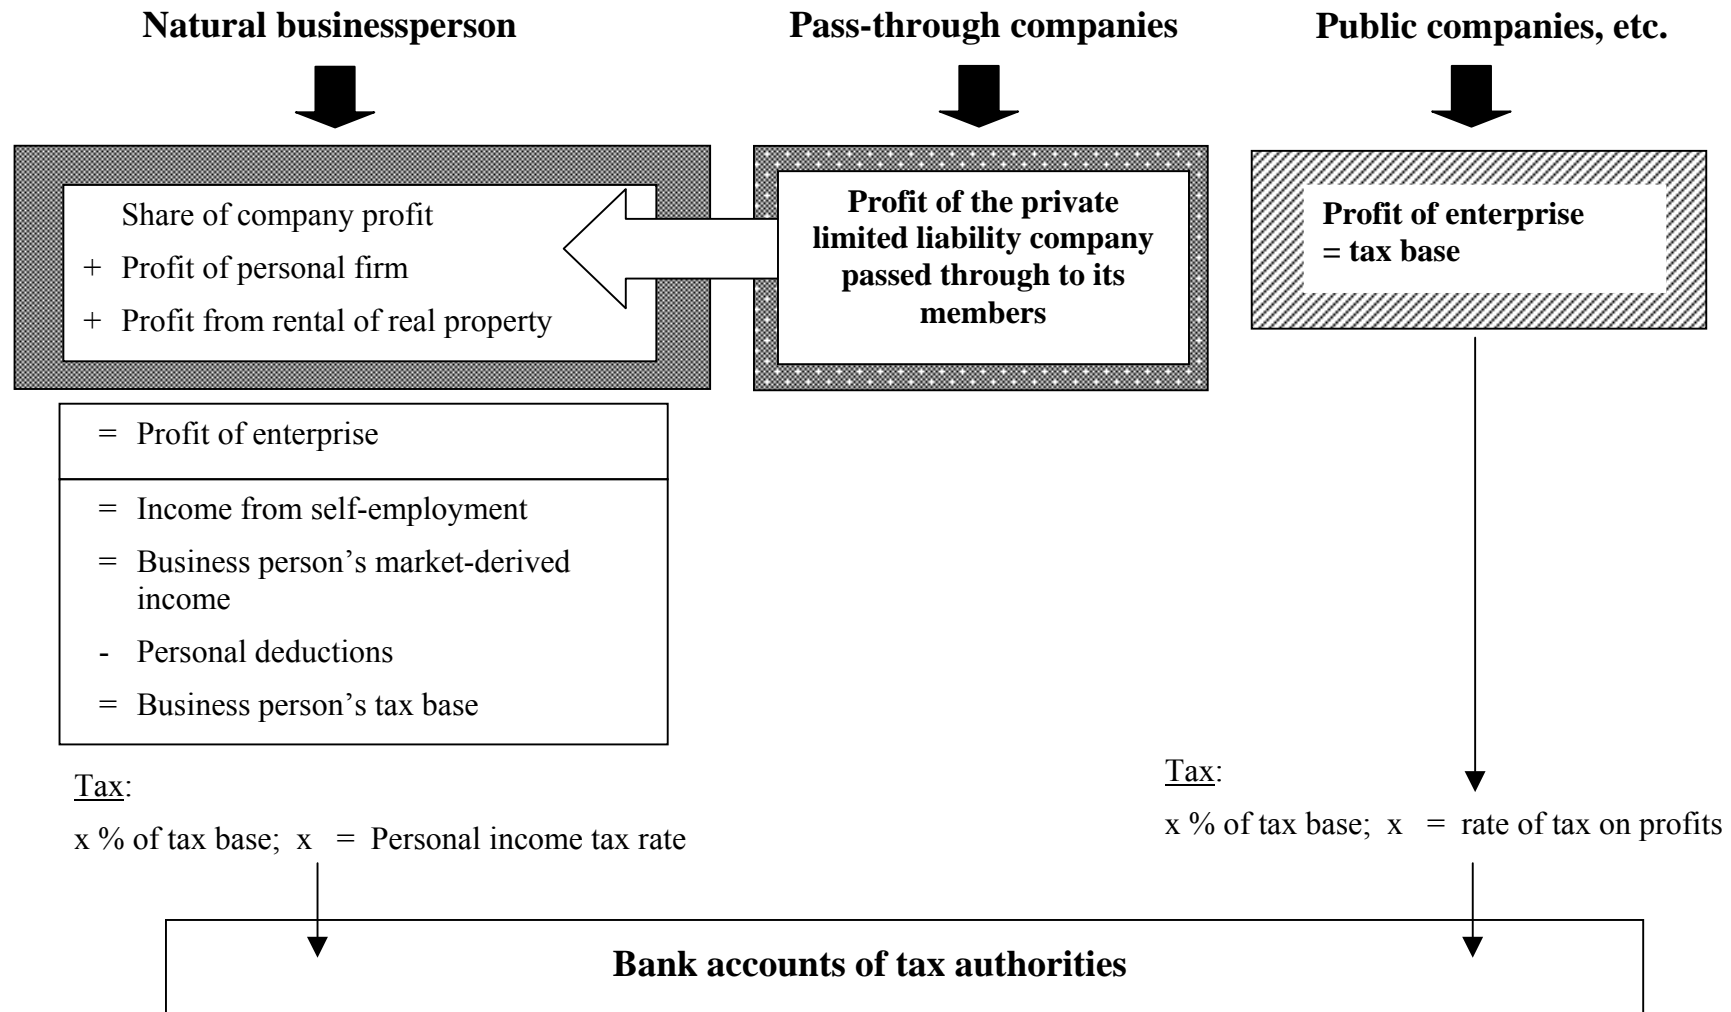 Natural businessperson
Pass-through companies
Public companies, etc.
Share of company profit
+ Profit of personal firm
+ Profit from rental of real property
Profit of the private
limited liability company
passed through to its
members
Profit of enterprise
= tax base
= Profit of enterprise
= Income from self-employment
= Business person’s market-derived
income
- Personal deductions
= Business person’s tax base
Tax:
x % of tax base; x = Personal income tax rate
Tax:
x % of tax base; x = rate of tax on profits
Bank accounts of tax authorities